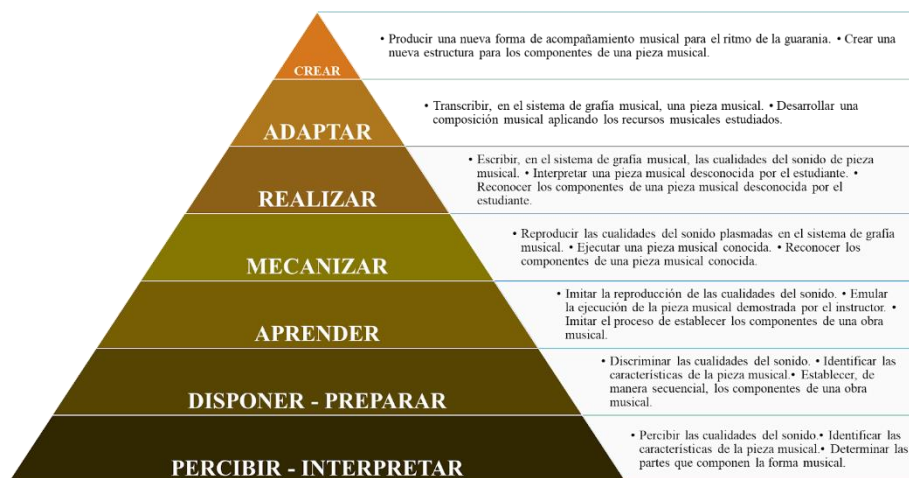 • Producir una nueva forma de acompañamiento musical para el ritmo de la guarania. • Crear una
nueva estructura para los componentes de una pieza musical.
CREAR
• Transcribir, en el sistema de grafía musical, una pieza musical. • Desarrollar una
composición musical aplicando los recursos musicales estudiados.
ADAPTAR
• Escribir, en el sistema de grafía musical, las cualidades del sonido de pieza
musical. • Interpretar una pieza musical desconocida por el estudiante. •
Reconocer los componentes de una pieza musical desconocida por el
estudiante.
REALIZAR
• Reproducir las cualidades del sonido plasmadas en el sistema de grafía
musical. • Ejecutar una pieza musical conocida. • Reconocer los
componentes de una pieza musical conocida.
MECANIZAR
• Imitar la reproducción de las cualidades del sonido. • Emular
la ejecución de la pieza musical demostrada por el instructor. •
Imitar el proceso de establecer los componentes de una obra
musical.
APRENDER
• Discriminar las cualidades del sonido. • Identificar las
características de la pieza musical.• Establecer, de
manera secuencial, los componentes de una obra
musical.
DISPONER - PREPARAR
• Percibir las cualidades del sonido.• Identificar las
características de la pieza musical.• Determinar las
partes que componen la forma musical.
PERCIBIR - INTERPRETAR